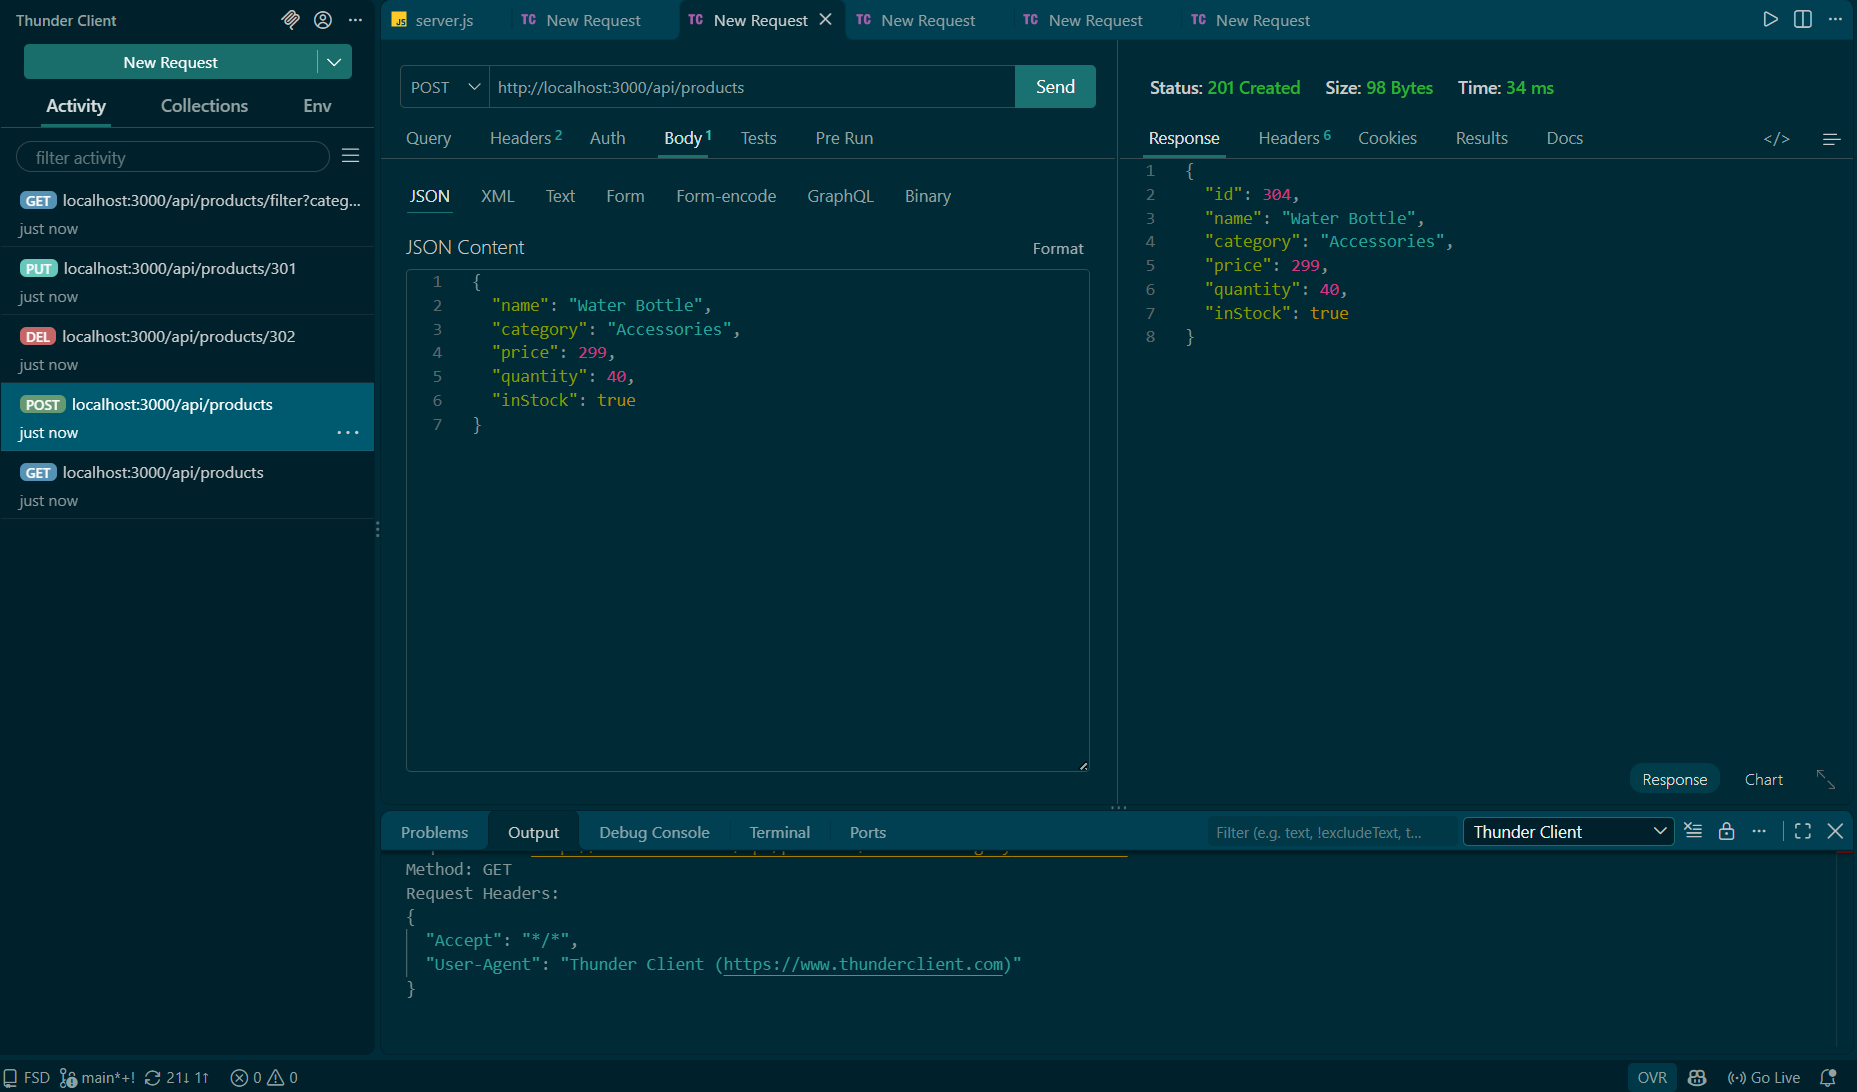 Thunder Client
New Request
Activity Collections Env
filter activity
GET localhost:3000/api/products/filter?categ...
just now
PUT localhost:3000/api/products/301
just now
DEL localhost:3000/api/products/302
just now
POST localhost:3000/api/products
just now
GET localhost:3000/api/products
just now
JS server.js TC New Request TC New Request TC New Request TC New Request TC New Request
POST http://localhost:3000/api/products Send
Query Headers 2 Auth Body 1 Tests Pre Run
JSON XML Text Form Form-encode GraphQL Binary
JSON Content Format
1 {
2 "name": "Water Bottle",
3 "category": "Accessories",
4 "price": 299,
5 "quantity": 40,
6 "inStock": true
7 }
Status: 201 Created Size: 98 Bytes Time: 34 ms
Response Headers 6 Cookies Results Docs </>
1 {
2 "id": 304,
3 "name": "Water Bottle",
4 "category": "Accessories",
5 "price": 299,
6 "quantity": 40,
7 "inStock": true
8 }
Response Chart
Problems Output Debug Console Terminal Ports Filter (e.g. text, !excludeText, t... Thunder Client
Method: GET
Request Headers:
{
"Accept": "*/*",
"User-Agent": "Thunder Client (https://www.thunderclient.com)"
}
FSD main*+! 21↓ 1↑ 0 0 OVR Go Live